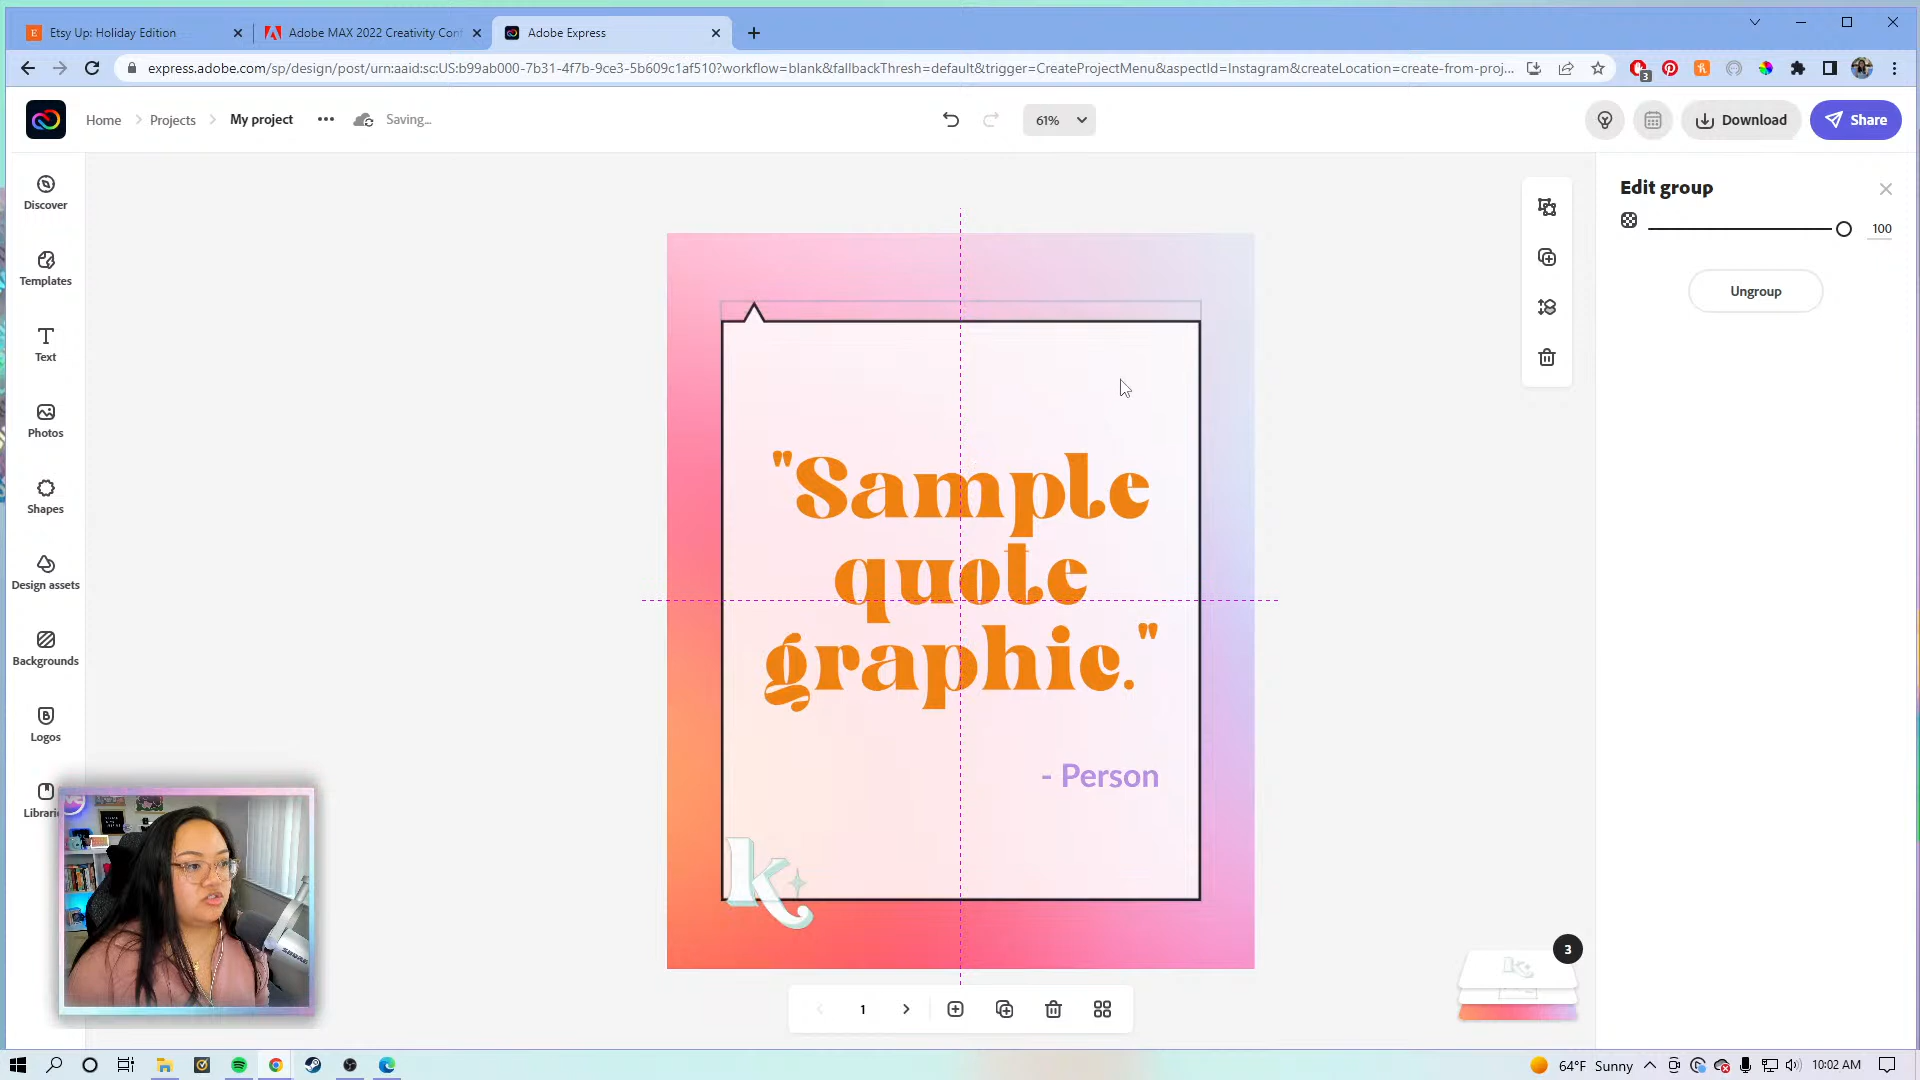 Etsy Up: Holiday Edition
Adobe MAX 2022 Creativity Conf
Adobe Express
express.adobe.com/sp/design/post/urn:aaid:sc:US:b99ab000-7b31-4f7b-9ce3-5b609c1af510?workflow=blank&fallbackThresh=default&trigger=CreateProjectMenu&aspectId=Instagram&createLocation=create-from-proj...
3
Home
Projects
My project
Saving...
61%
Download
Share
Discover
Templates
Text
Photos
Shapes
Design assets
Backgrounds
Logos
Librari
Edit group
100
Ungroup
"Sample
quote
graphic."
- Person
k
3
1
64°F Sunny
10:02 AM